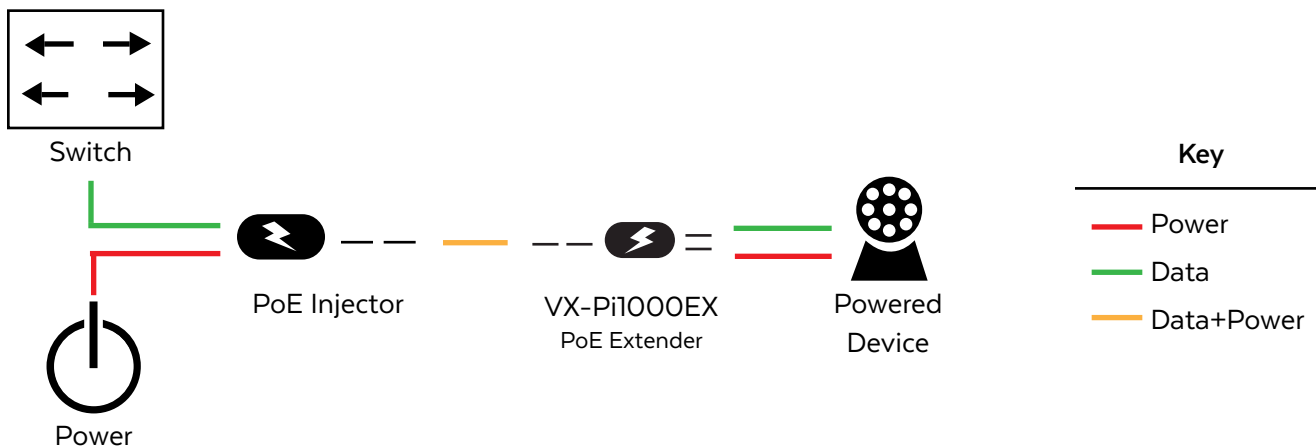 Switch
Power
PoE Injector
VX-Pi1000EX
PoE Extender
Powered
Device
Key
Power
Data
Data+Power